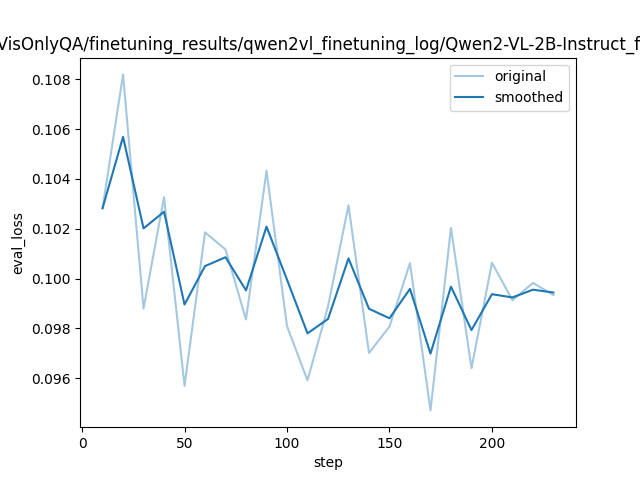 VisOnlyQA/finetuning_results/qwen2vl_finetuning_log/Qwen2-VL-2B-Instruct_f
original
smoothed
0.108
0.106
0.104
0.102
0.100
0.098
0.096
eval_loss
0
50
100
150
200
step